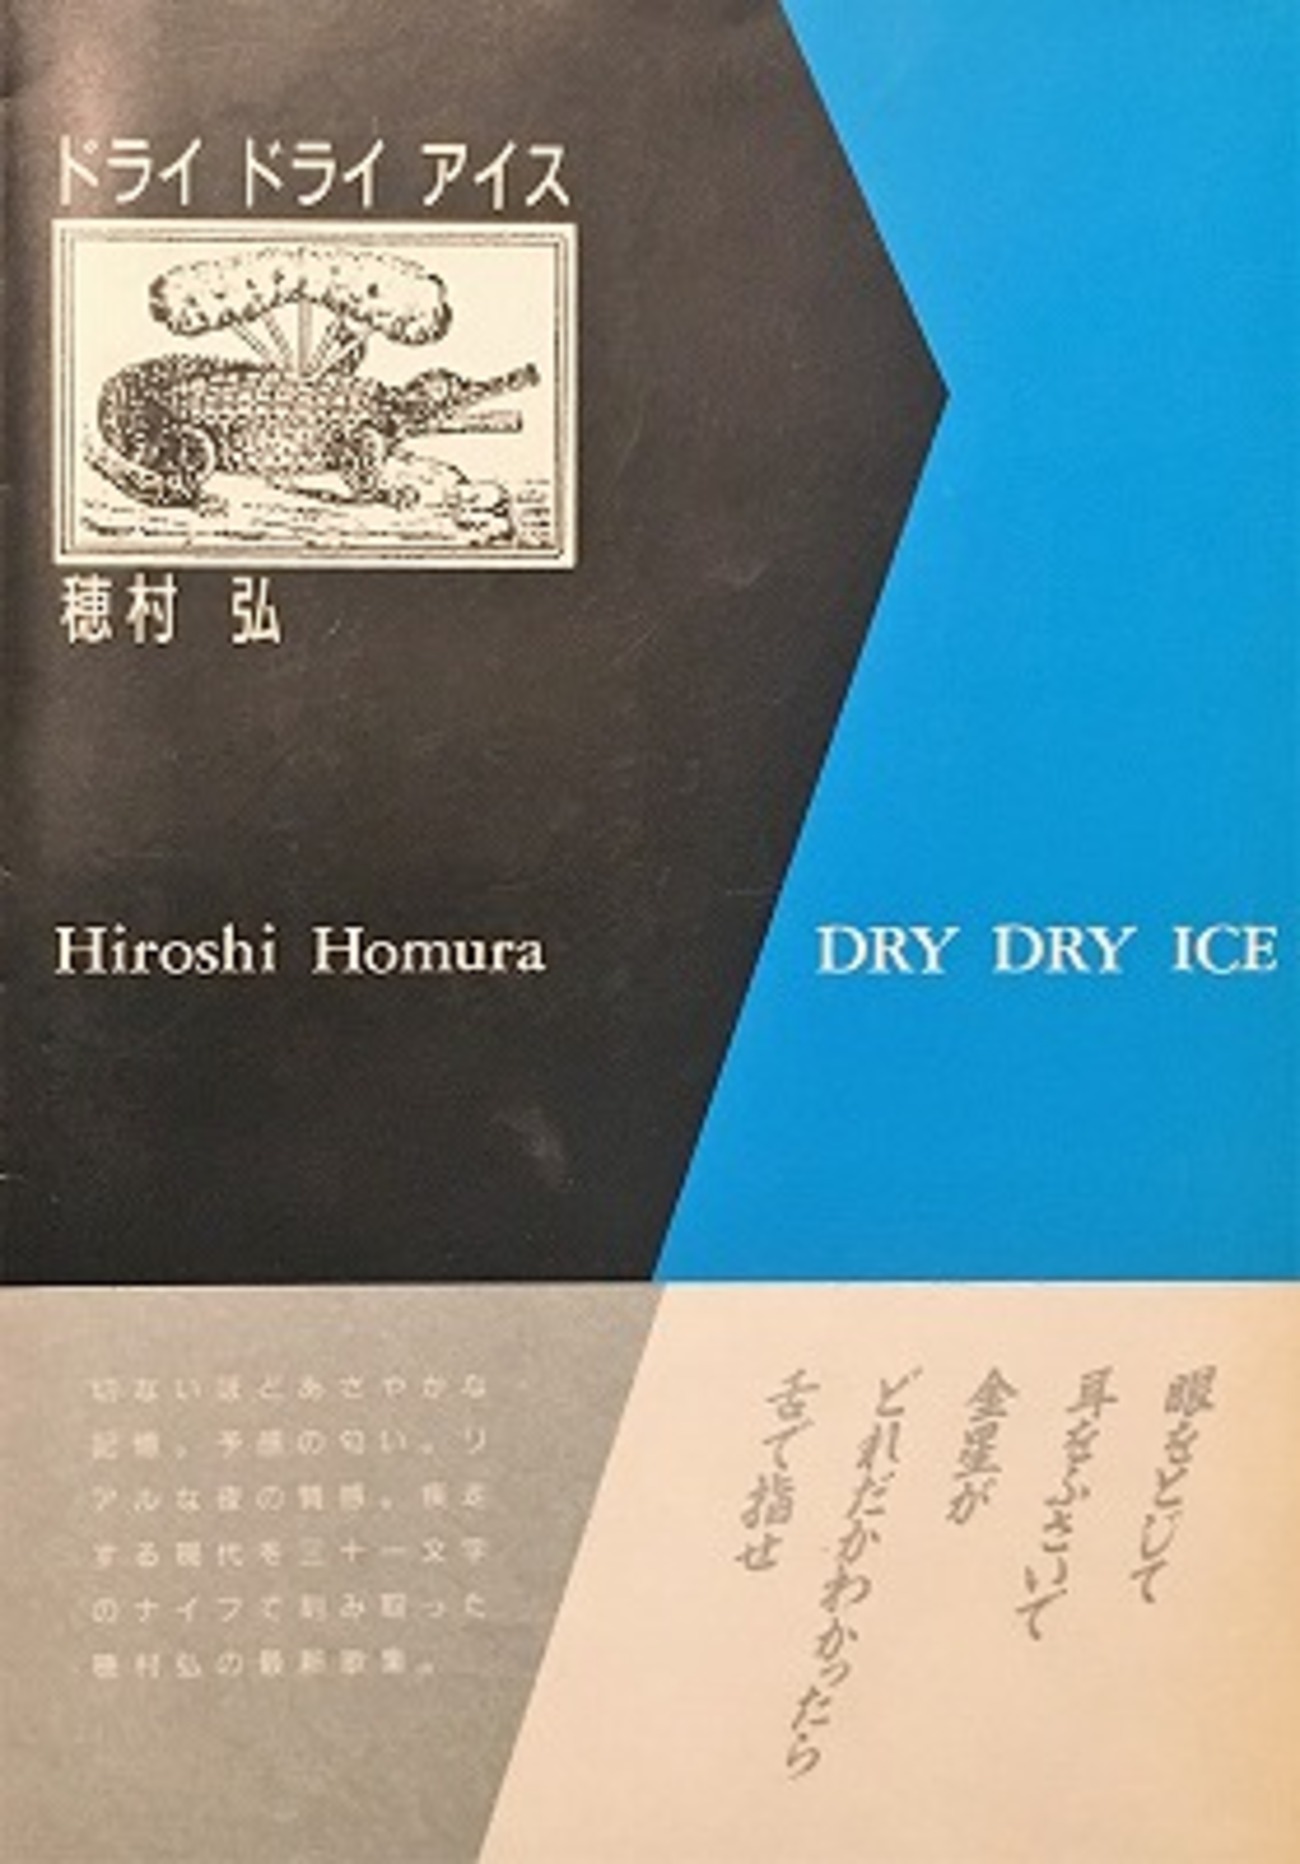 ドライ ドライ アイス
穂村 弘
Hiroshi Homura
DRY DRY ICE
切ないほどあざやかな
記憶、予感の匂い。リ
アルな夜の質感。疾走
する現代を三十一文字
のナイフで刻み取った
穂村弘の最新歌集。
眼をとじて
耳をふさいで
金星が
どれだかわかったら
舌で指せ